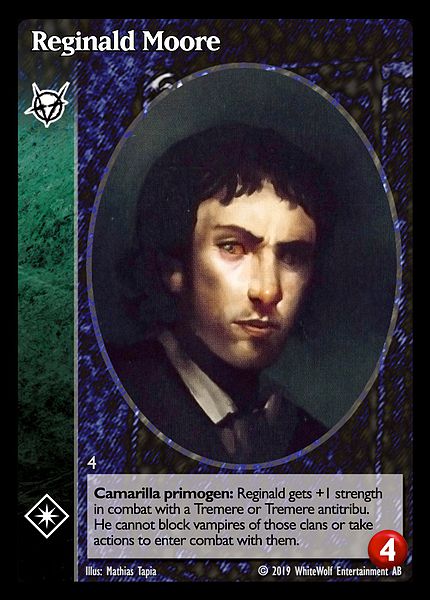 Reginald Moore
4
Camarilla primogen: Reginald gets +1 strength
in combat with a Tremere or Tremere antitribu.
He cannot block vampires of those clans or take
actions to enter combat with them.
4
Illus: Mathias Tapia © 2019 WhiteWolf Entertainment AB